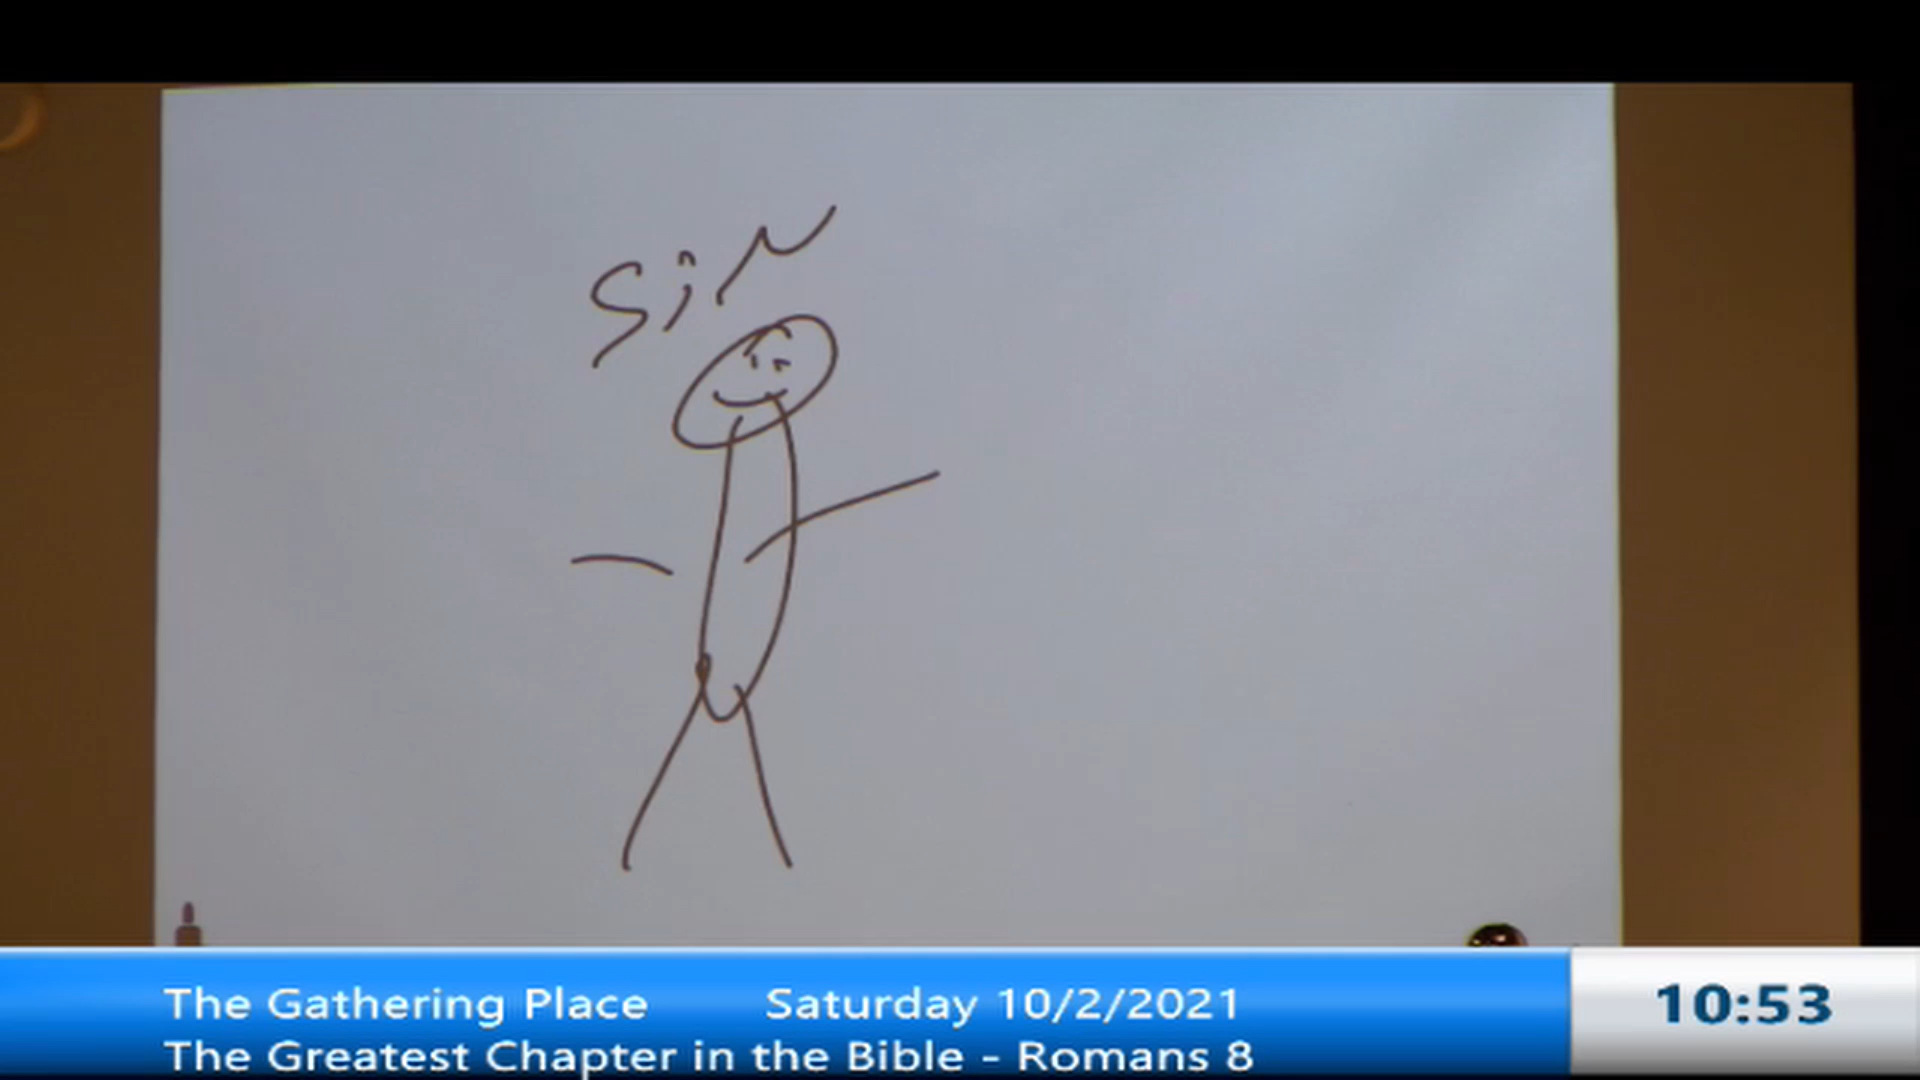 Sin
The Gathering Place Saturday 10/2/2021
The Greatest Chapter in the Bible - Romans 8
10:53